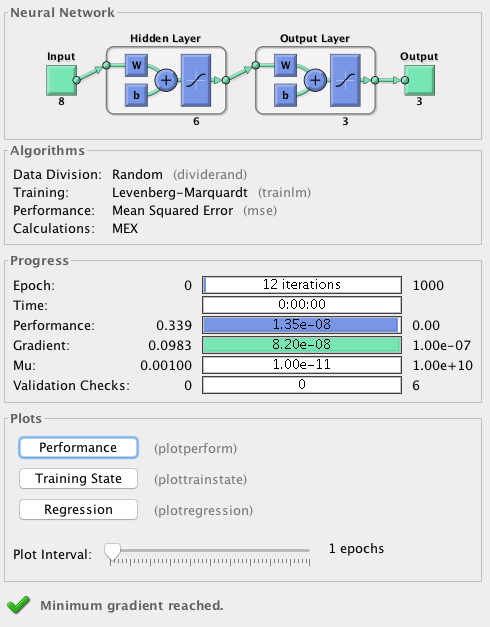 Neural Network
Hidden Layer Output Layer
Input Output
W W
b b
8 6 3 3
Algorithms
Data Division: Random (dividerand)
Training: Levenberg-Marquardt (trainlm)
Performance: Mean Squared Error (mse)
Calculations: MEX
Progress
Epoch: 0 12 iterations 1000
Time: 0:00:00
Performance: 0.339 1.35e-08 0.00
Gradient: 0.0983 8.20e-08 1.00e-07
Mu: 0.00100 1.00e-11 1.00e+10
Validation Checks: 0 0 6
Plots
Performance (plotperform)
Training State (plottrainstate)
Regression (plotregression)
Plot Interval: 1 epochs
Minimum gradient reached.